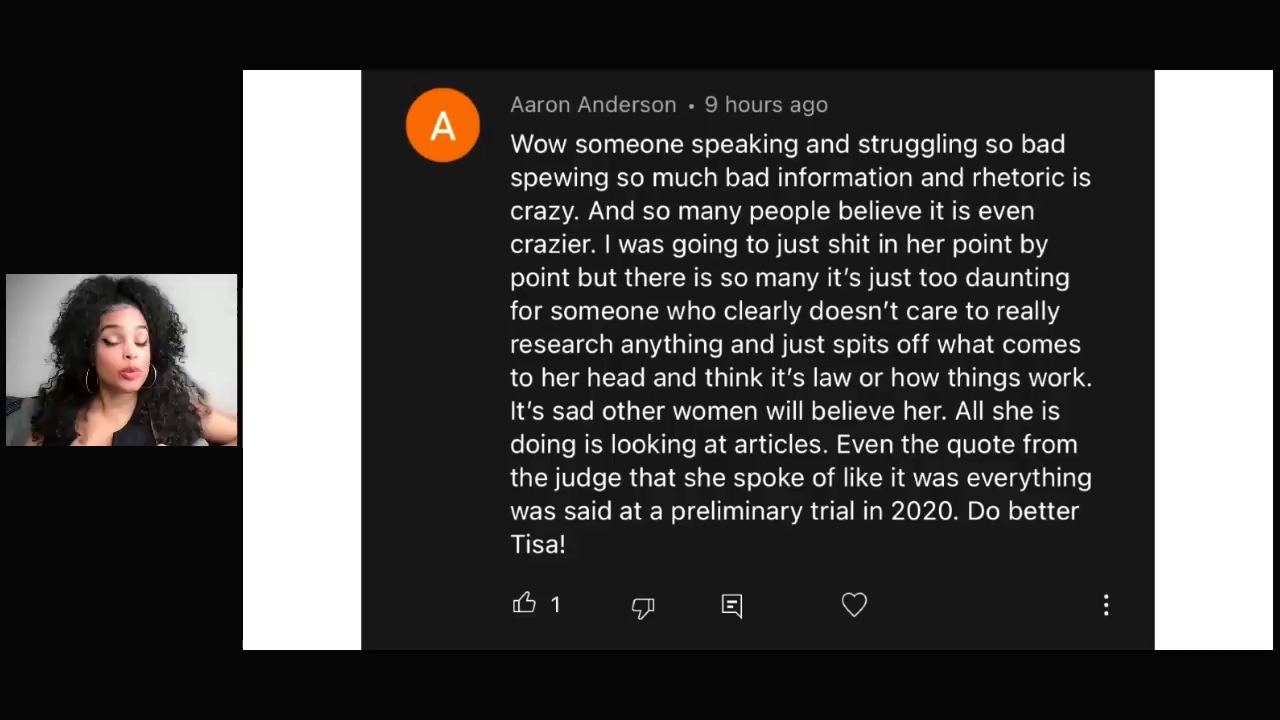 A
Aaron Anderson • 9 hours ago
Wow someone speaking and struggling so bad
spewing so much bad information and rhetoric is
crazy. And so many people believe it is even
crazier. I was going to just shit in her point by
point but there is so many it’s just too daunting
for someone who clearly doesn’t care to really
research anything and just spits off what comes
to her head and think it’s law or how things work.
It’s sad other women will believe her. All she is
doing is looking at articles. Even the quote from
the judge that she spoke of like it was everything
was said at a preliminary trial in 2020. Do better
Tisa!
1